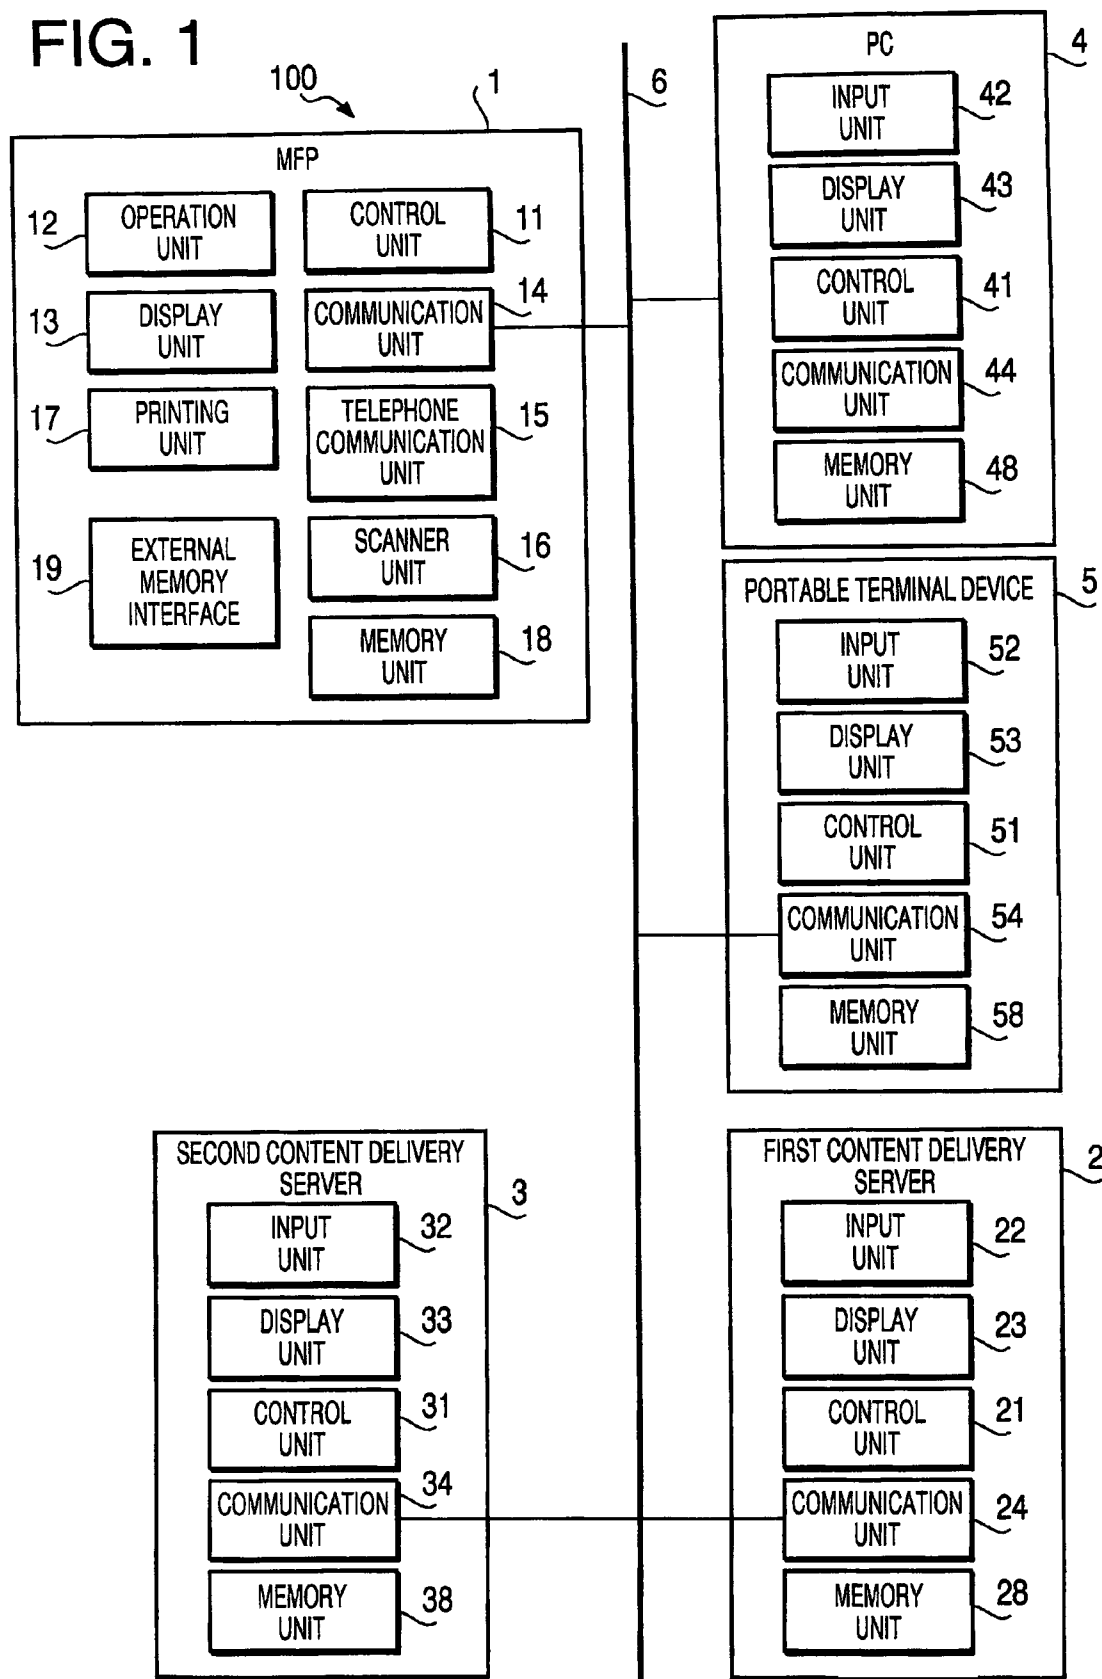 FIG. 1
100
1
MFP
12
OPERATION
UNIT
CONTROL
UNIT
11
13
DISPLAY
UNIT
14
COMMUNICATION
UNIT
17
PRINTING
UNIT
TELEPHONE
COMMUNICATION
UNIT
15
19
EXTERNAL
MEMORY
INTERFACE
SCANNER
UNIT
16
MEMORY
UNIT
18
6
PC
4
INPUT
UNIT
42
DISPLAY
UNIT
43
CONTROL
UNIT
41
COMMUNICATION
UNIT
44
MEMORY
UNIT
48
PORTABLE TERMINAL DEVICE
5
INPUT
UNIT
52
DISPLAY
UNIT
53
CONTROL
UNIT
51
COMMUNICATION
UNIT
54
MEMORY
UNIT
58
SECOND CONTENT DELIVERY
SERVER
3
INPUT
UNIT
32
DISPLAY
UNIT
33
CONTROL
UNIT
31
COMMUNICATION
UNIT
34
MEMORY
UNIT
38
FIRST CONTENT DELIVERY
SERVER
2
INPUT
UNIT
22
DISPLAY
UNIT
23
CONTROL
UNIT
21
COMMUNICATION
UNIT
24
MEMORY
UNIT
28